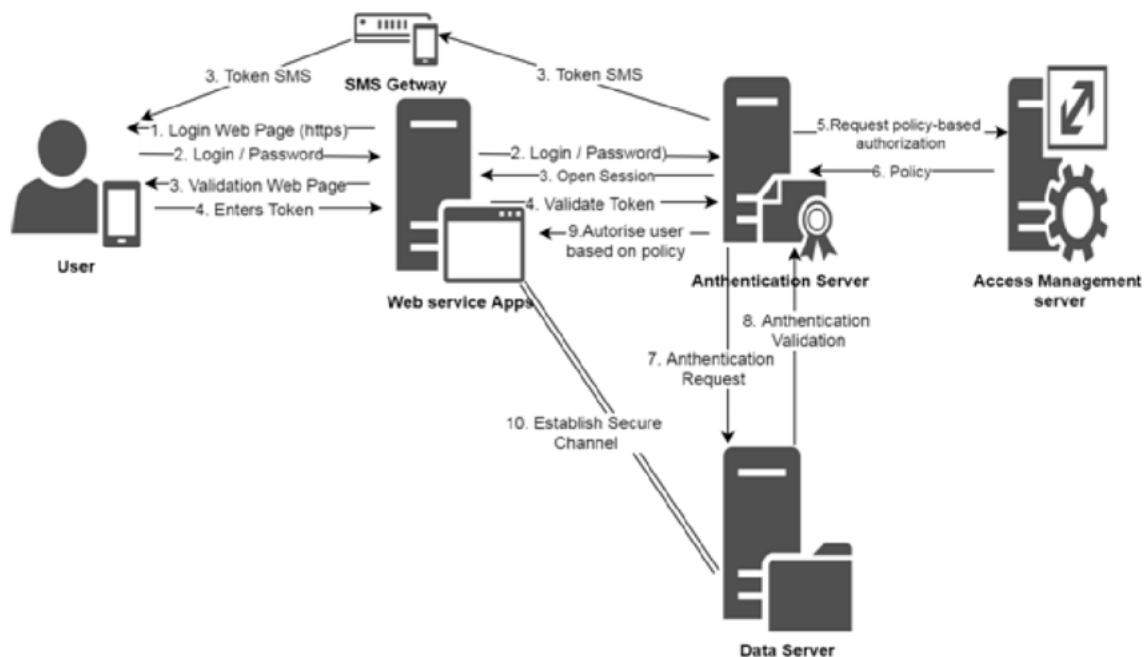 3. Token SMS
SMS Getway
3. Token SMS
1. Login Web Page (https)
2. Login / Password
3. Validation Web Page
4. Enters Token
User
2. Login / Password)
3. Open Session
4. Validate Token
9.Autorise user
based on policy
Web service Apps
5.Request policy-based
authorization
6. Policy
Anthentication Server
Access Management
server
8. Anthentication
Validation
7. Anthentication
Request
10. Establish Secure
Channel
Data Server